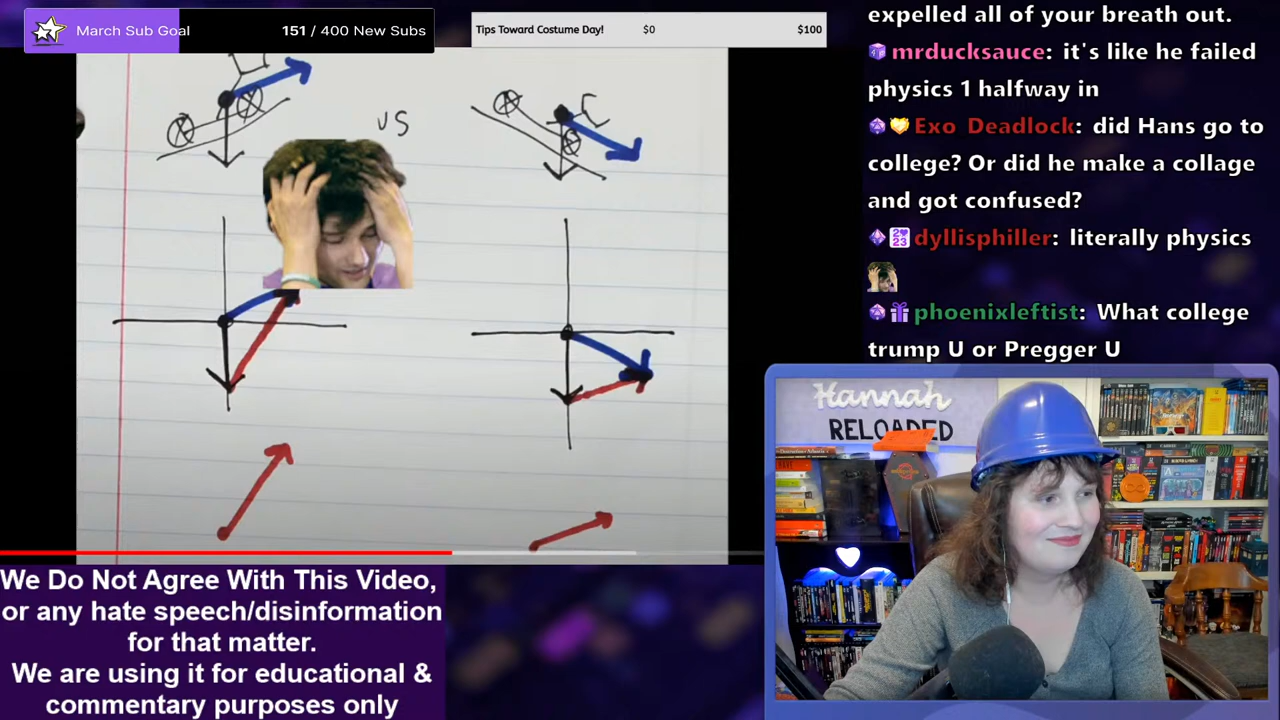 March Sub Goal 151 / 400 New Subs
Tips Toward Costume Day! $0 $100
expelled all of your breath out.
mrducksauce: it's like he failed
physics 1 halfway in
Exo Deadlock: did Hans go to
college? Or did he make a collage
and got confused?
dyllisphiller: literally physics
phoenixleftist: What college
trump U or Pregger U
vs
Hannah
RELOADED
We Do Not Agree With This Video,
or any hate speech/disinformation
for that matter.
We are using it for educational &
commentary purposes only